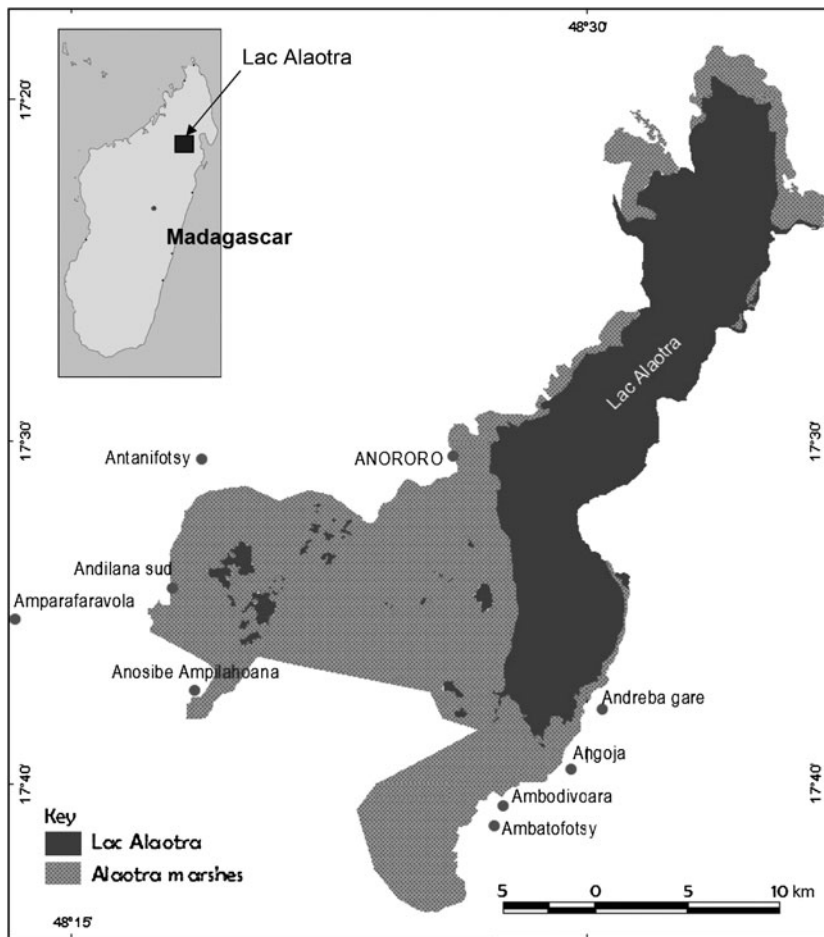 48°30'
Lac Alaotra
17°20'
17°20'
Madagascar
Lac Alaotra
17°30'
17°30'
Antanifotsy
ANORORO
Andilana sud
Amparafaravola
Anosibe Ampilahoana
Andreba gare
Angoja
17°40'
17°40'
Ambodivoara
Ambatofotsy
Key
Lac Alaotra
Alaotra marshes
5 0 5 10 km
48°15'